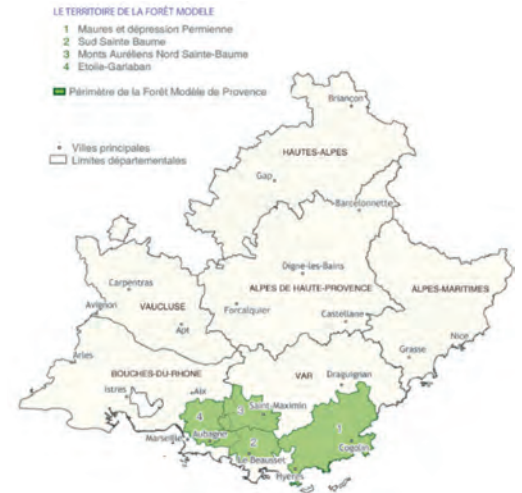 LE TERRITOIRE DE LA FORÊT MODELE
1 Maures et dépression Permienne
2 Sud Sainte Baume
3 Monts Auréliens Nord Sainte-Baume
4 Etoile-Garlaban
Périmètre de la Forêt Modèle de Provence
Villes principales
Limites départementales
Briançon
HAUTES-ALPES
Gap
Barcelonnette
Digne-les-Bains
Carpentras
ALPES DE HAUTE-PROVENCE
ALPES-MARITIMES
Avignon
VAUCLUSE
Forcalquier
Apt
Castellane
Nice
Grasse
Arles
BOUCHES-DU-RHÔNE
VAR
Istres
Aix
Draguignan
3
Saint-Maximin
4
1
Marseille
Aubagne
2
Cogolin
Le Beausset
Hyères